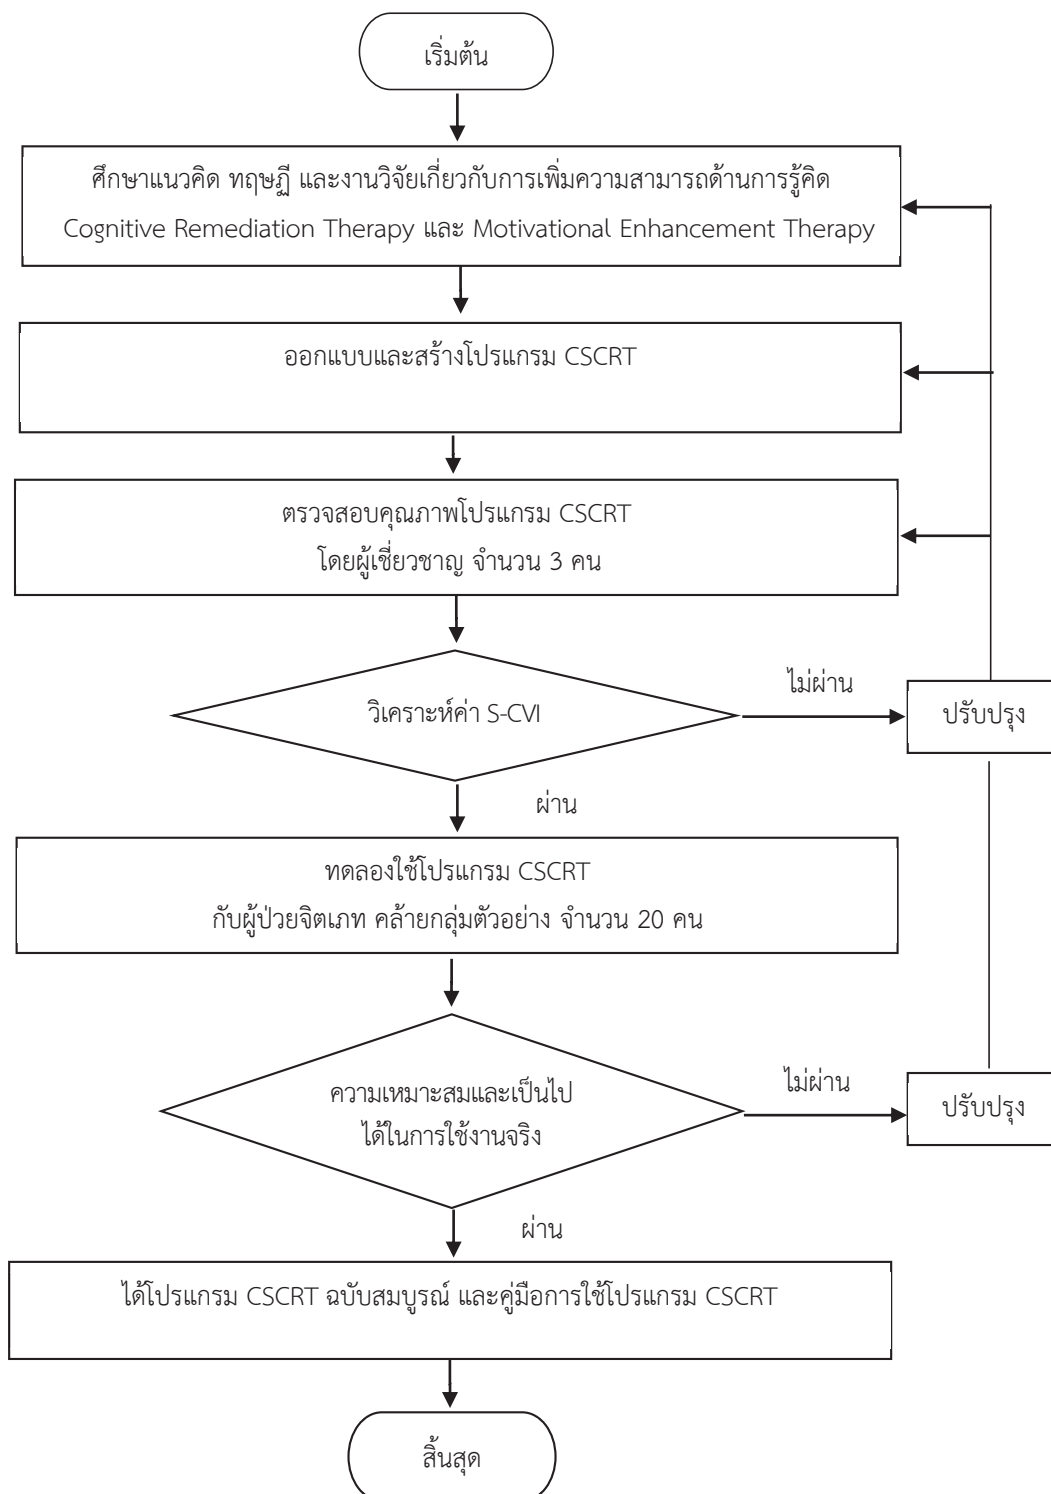 เริ่มต้น
ศึกษาแนวคิด ทฤษฎี และงานวิจัยเกี่ยวกับการเพิ่มความสามารถด้านการรู้คิด
Cognitive Remediation Therapy และ Motivational Enhancement Therapy
ออกแบบและสร้างโปรแกรม CSCRT
ตรวจสอบคุณภาพโปรแกรม CSCRT
โดยผู้เชี่ยวชาญ จำนวน 3 คน
วิเคราะห์ค่า S-CVI
ไม่ผ่าน
ปรับปรุง
ผ่าน
ทดลองใช้โปรแกรม CSCRT
กับผู้ป่วยจิตเภท คล้ายกลุ่มตัวอย่าง จำนวน 20 คน
ความเหมาะสมและเป็นไป
ได้ในการใช้งานจริง
ไม่ผ่าน
ปรับปรุง
ผ่าน
ได้โปรแกรม CSCRT ฉบับสมบูรณ์ และคู่มือการใช้โปรแกรม CSCRT
สิ้นสุด